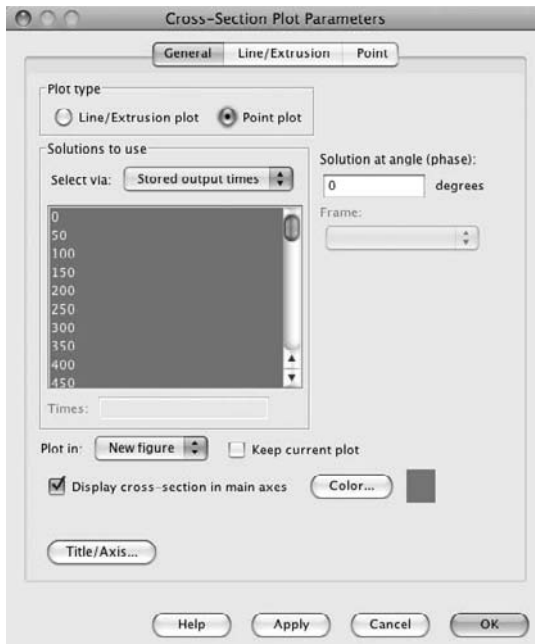 Cross-Section Plot Parameters
General Line/Extrusion Point
Plot type
Line/Extrusion plot Point plot
Solutions to use
Select via: Stored output times
0
50
100
150
200
250
300
350
400
450
Times:
Solution at angle (phase):
0 degrees
Frame:
Plot in: New figure Keep current plot
Display cross-section in main axes Color...
Title/Axis...
Help Apply Cancel OK